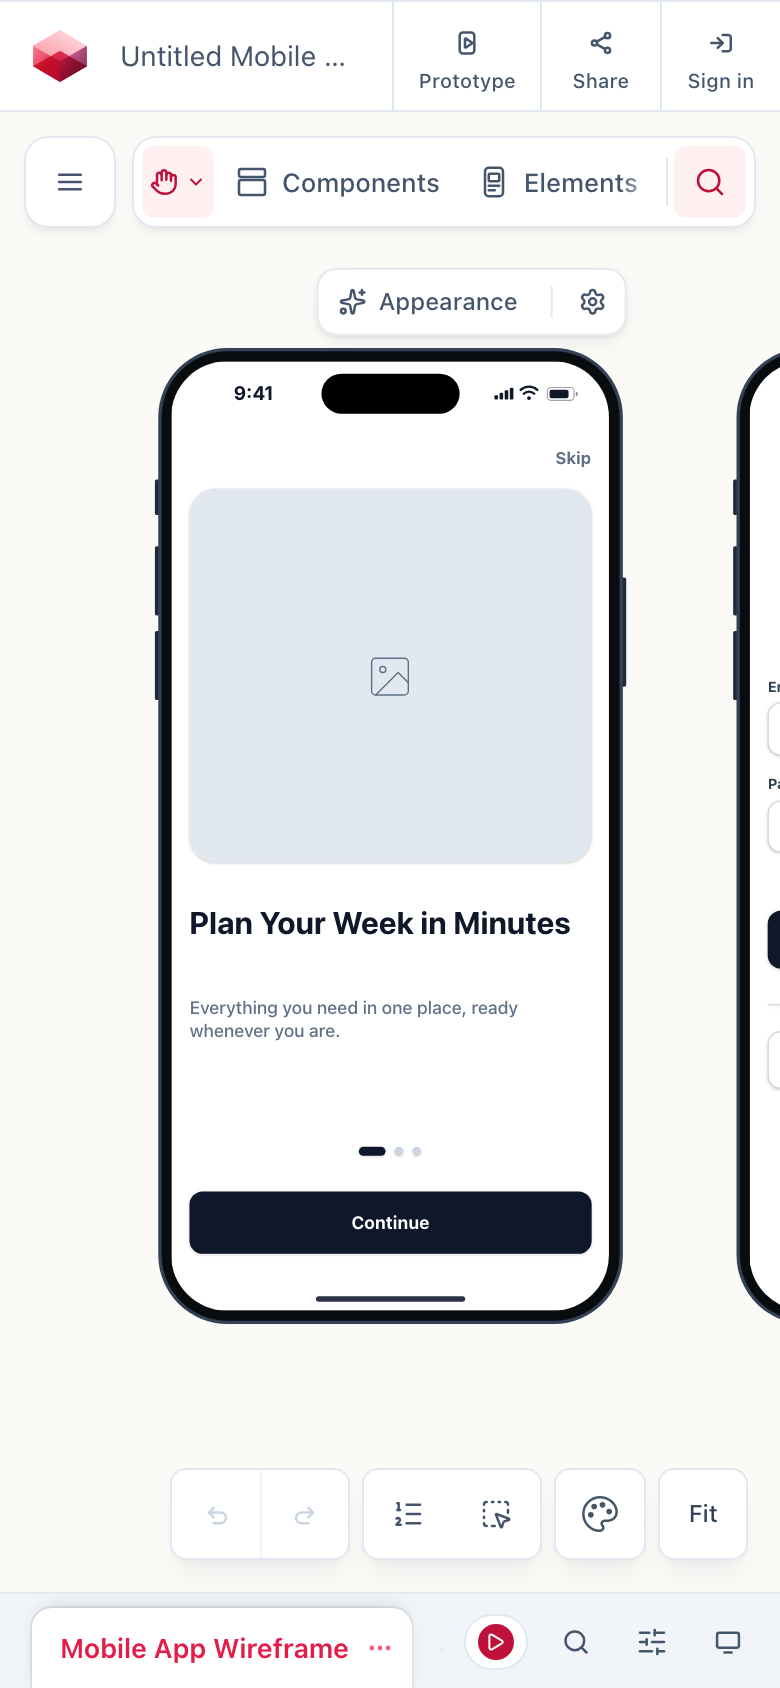 Untitled Mobile ...
Prototype
Share
Sign in
Components
Elements
Appearance
9:41
Skip
Plan Your Week in Minutes
Everything you need in one place, ready
whenever you are.
Continue
Fit
Mobile App Wireframe